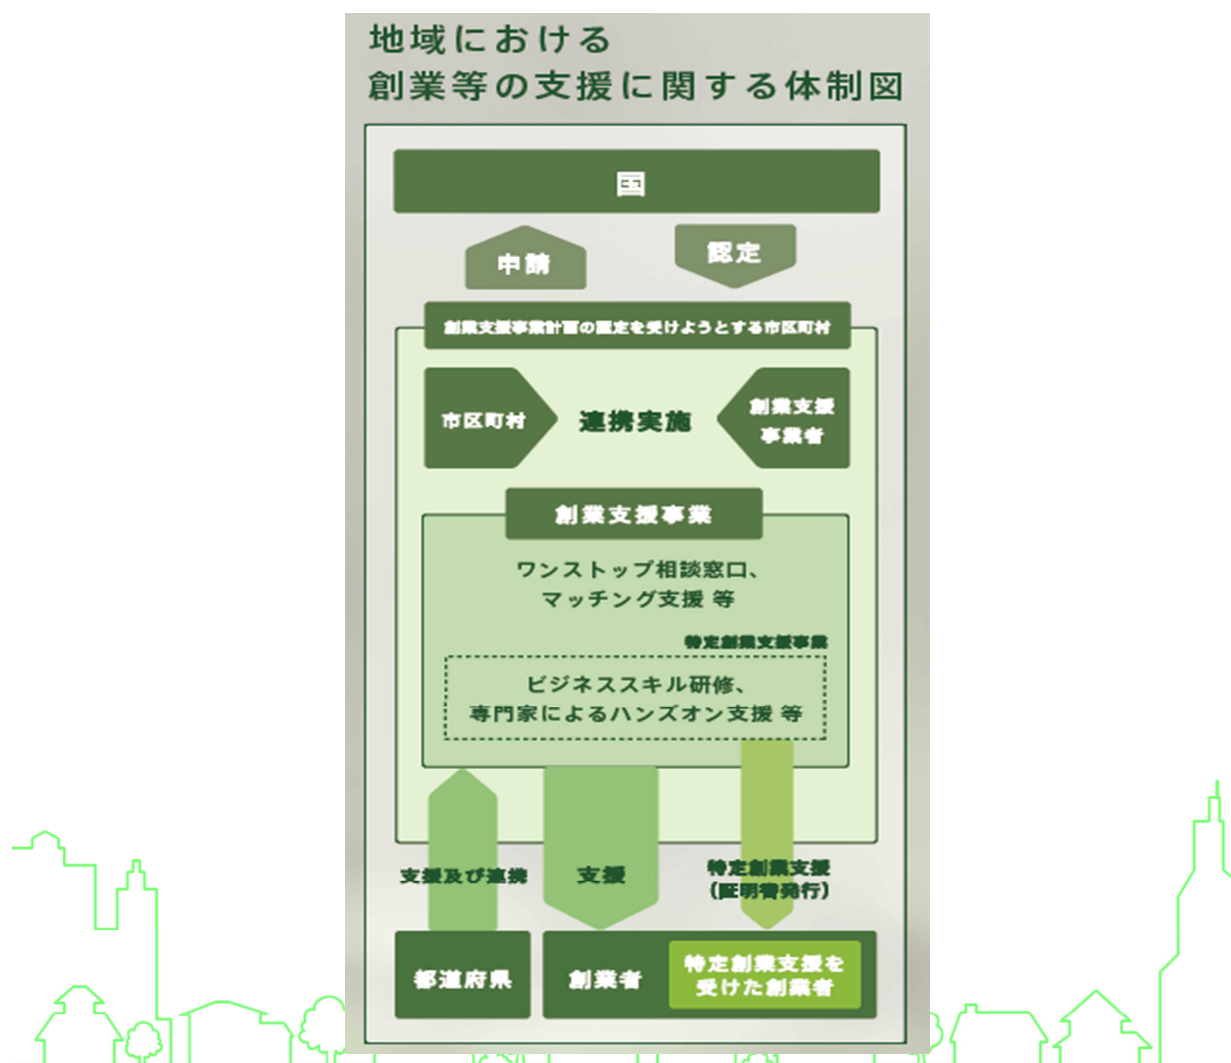 地域における
創業等の支援に関する体制図
国
申請
認定
創業支援事業計画の認定を受けようとする市区町村
市区町村
連携実施
創業支援
事業者
創業支援事業
ワンストップ相談窓口、
マッチング支援 等
特定創業支援事業
ビジネススキル研修、
専門家によるハンズオン支援 等
支援及び連携
支援
特定創業支援
(証明書発行)
都道府県
創業者
特定創業支援を
受けた創業者